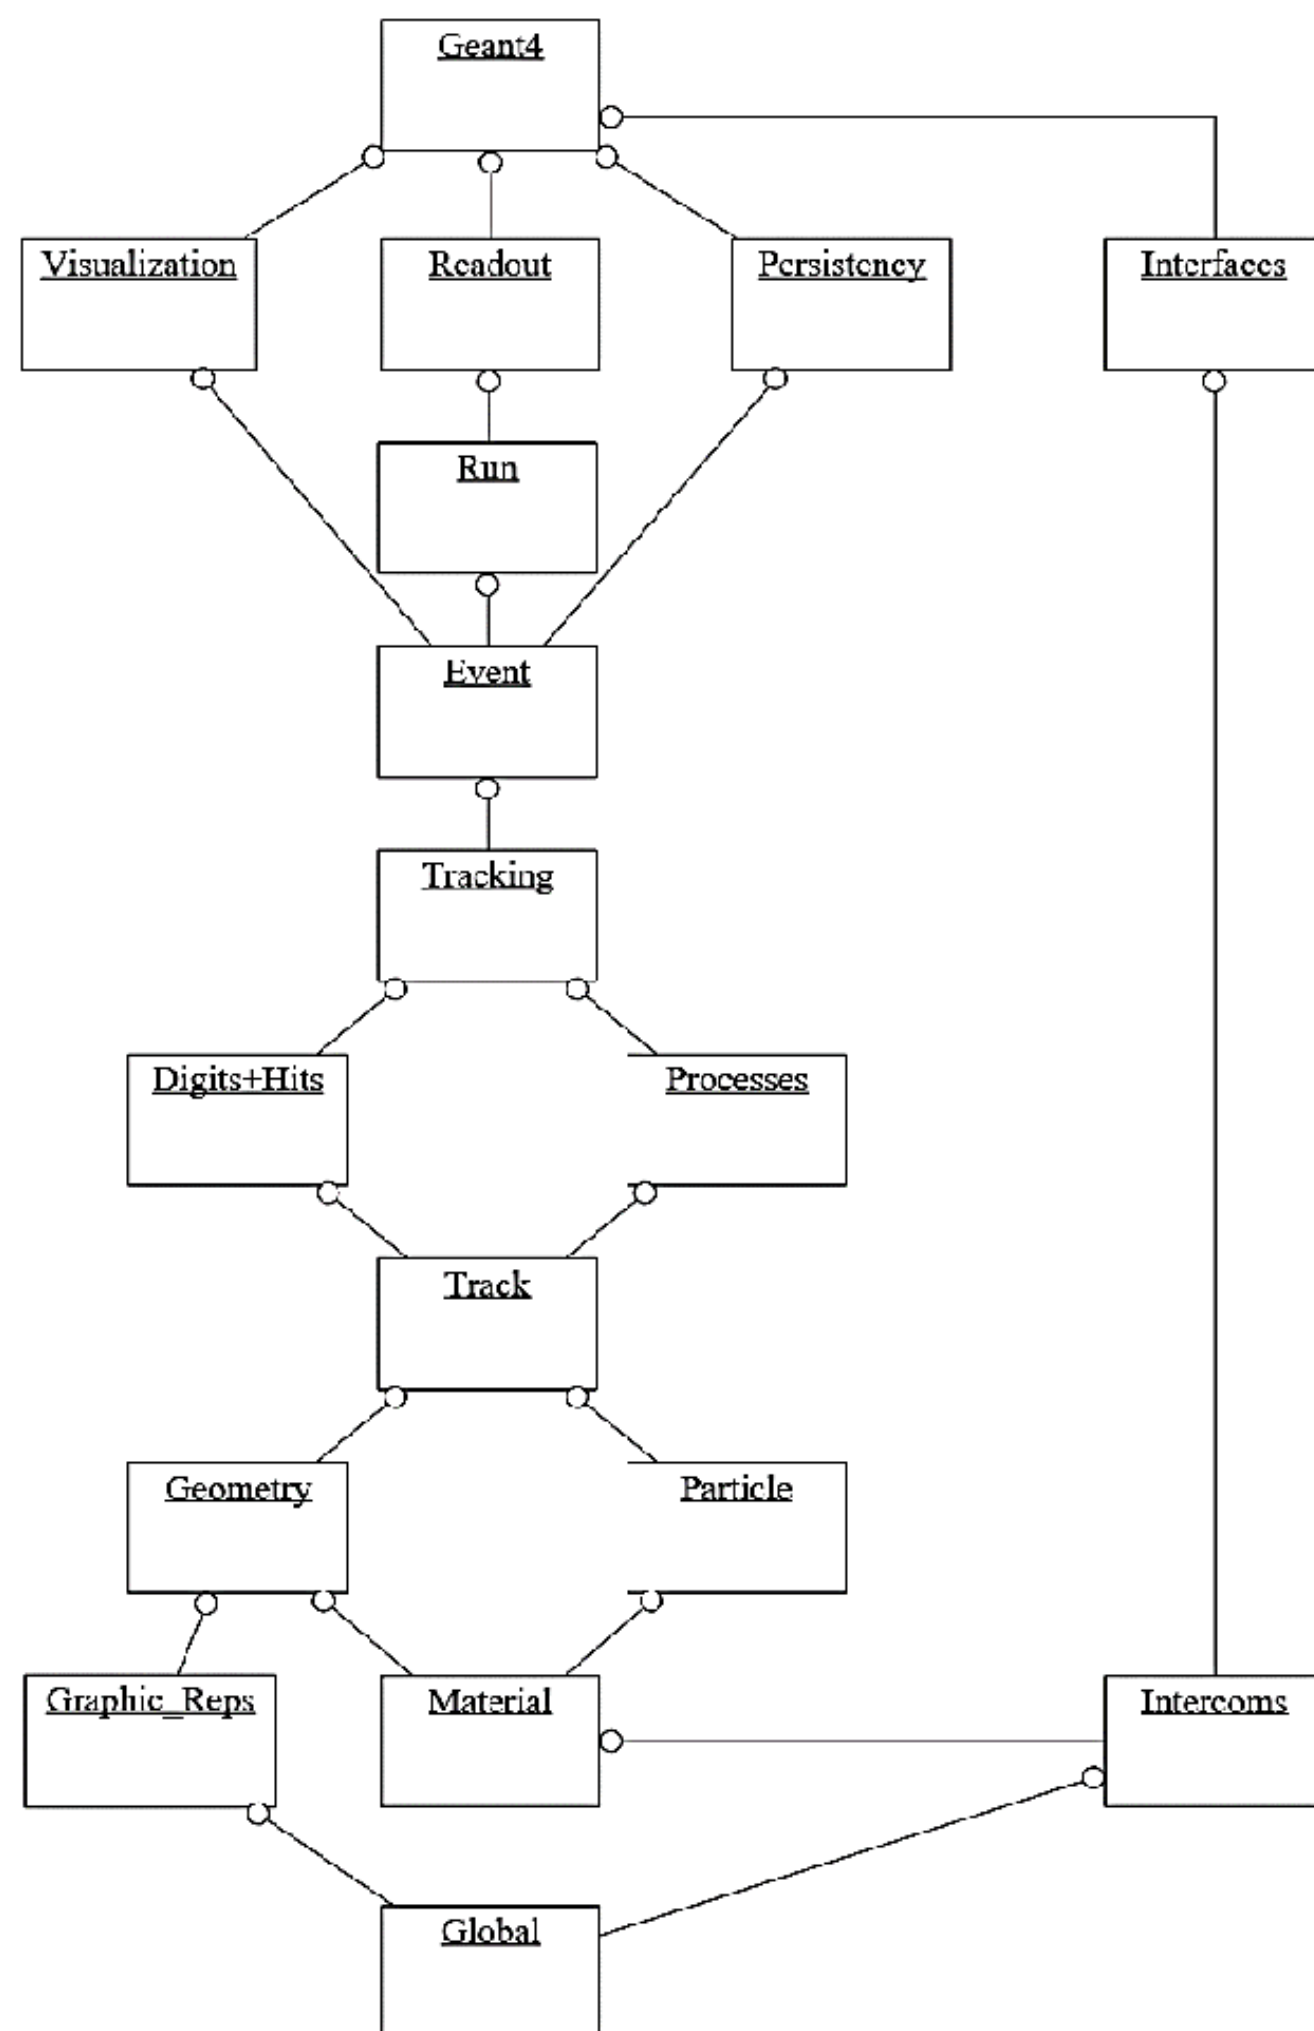 Geant4
Visualization
Readout
Persistency
Interfaces
Run
Event
Tracking
Digits+Hits
Processes
Track
Geometry
Particle
Graphic_Reps
Material
Intercoms
Global